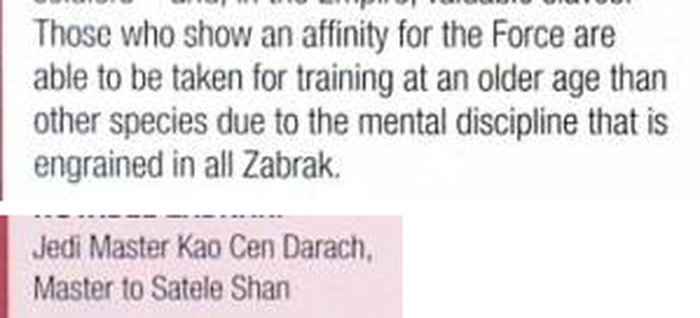 Those who show an affinity for the Force are
able to be taken for training at an older age than
other species due to the mental discipline that is
engrained in all Zabrak.
Jedi Master Kao Cen Darach,
Master to Satele Shan